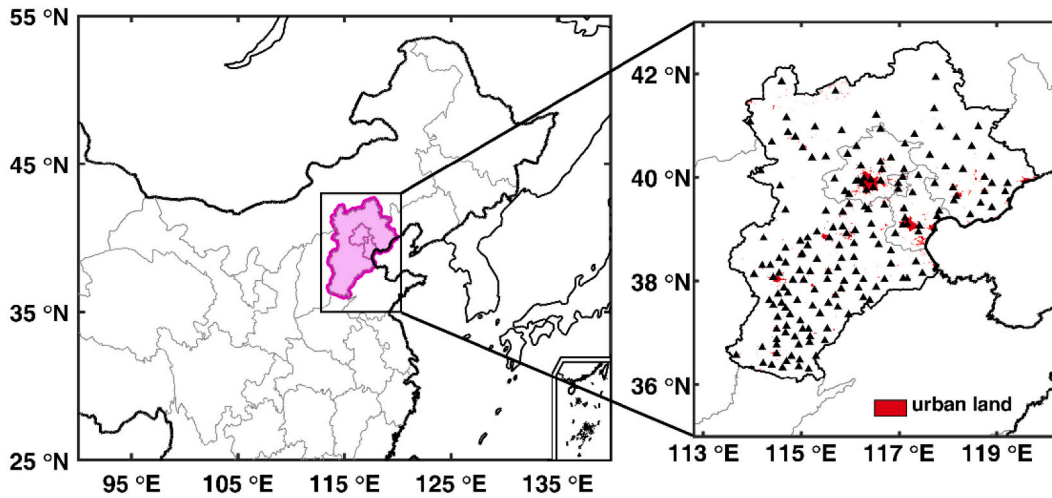 55 °N
45 °N
35 °N
25 °N
95 °E 105 °E 115 °E 125 °E 135 °E
42 °N
40 °N
38 °N
36 °N
urban land
113 °E 115 °E 117 °E 119 °E